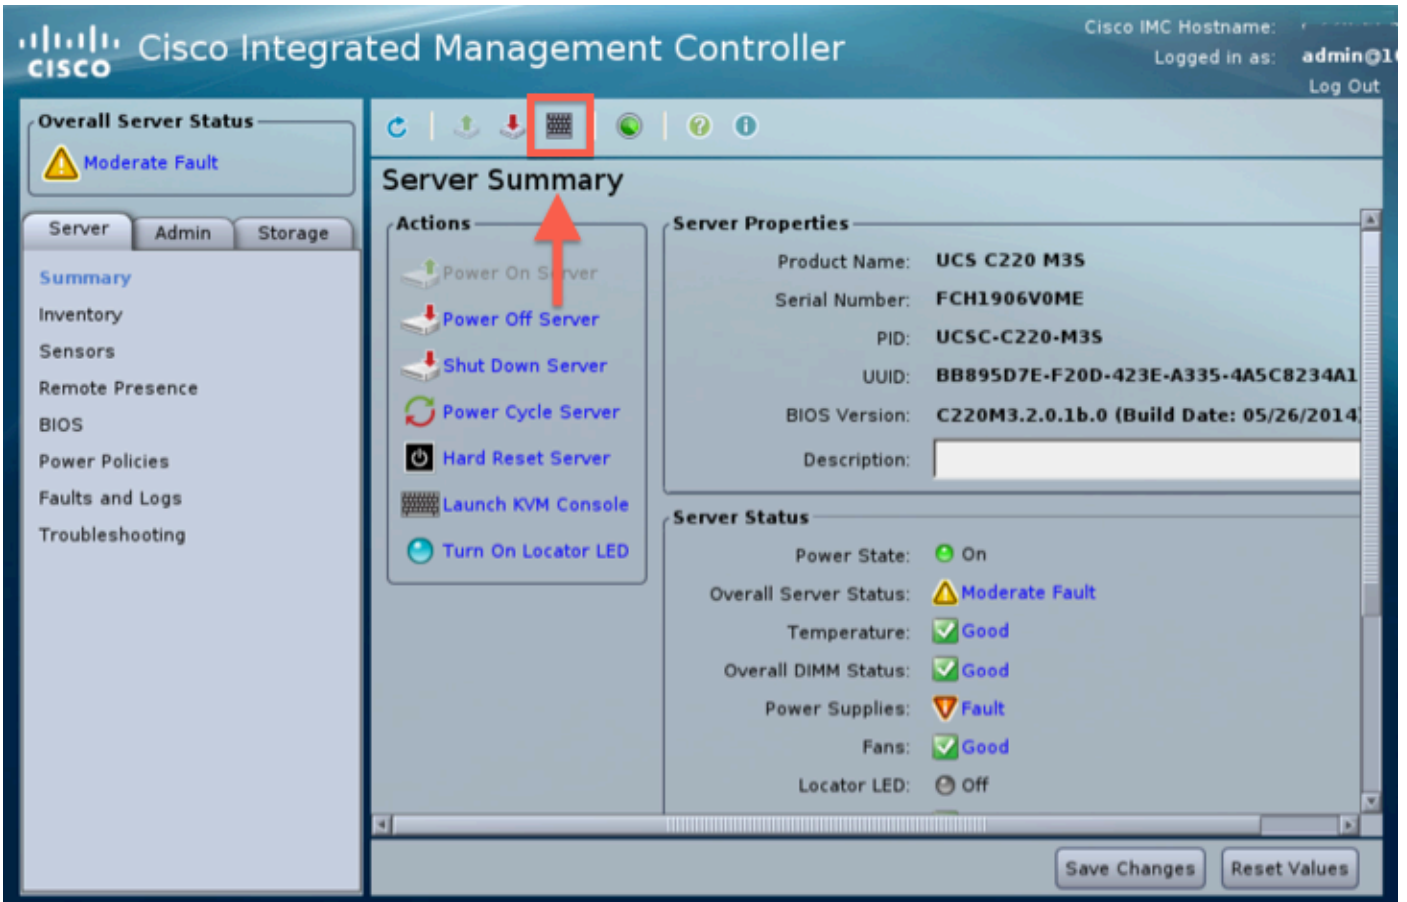 Cisco IMC Hostname:
CISCO
Cisco Integrated Management Controller
Logged in as: admin@1
Log Out
Overall Server Status
Moderate Fault
Server Admin Storage
Summary
Inventory
Sensors
Remote Presence
BIOS
Power Policies
Faults and Logs
Troubleshooting
Server Summary
Actions
Power On Server
Power Off Server
Shut Down Server
Power Cycle Server
Hard Reset Server
Launch KVM Console
Turn On Locator LED
Server Properties
Product Name: UCS C220 M3S
Serial Number: FCH1906V0ME
PID: UCSC-C220-M3S
UUID: BB895D7E-F20D-423E-A335-4A5C8234A1
BIOS Version: C220M3.2.0.1b.0 (Build Date: 05/26/2014
Description:
Server Status
Power State: On
Overall Server Status: Moderate Fault
Temperature: Good
Overall DIMM Status: Good
Power Supplies: Fault
Fans: Good
Locator LED: Off
Save Changes Reset Values